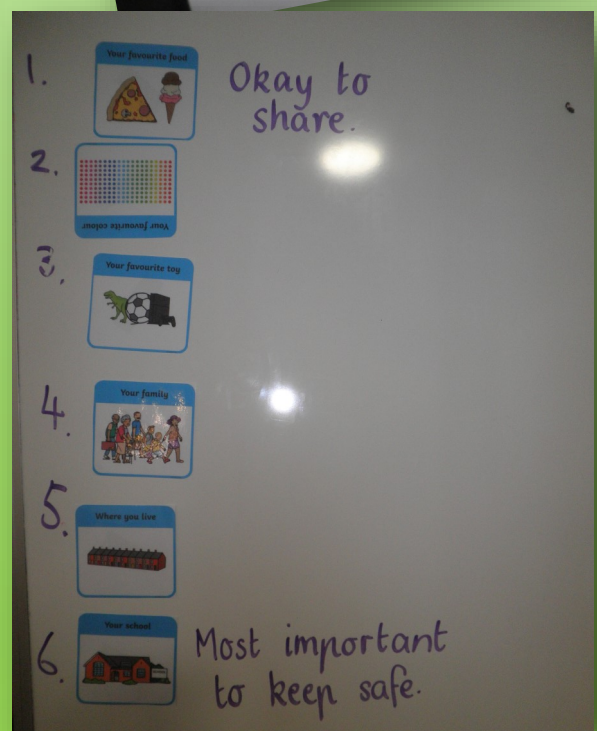 1.
Your favourite food
Okay to
share.
2.
Your favourite colour
3.
Your favourite toy
4.
Your family
5.
Where you live
6.
Your school
Most important
to keep safe.